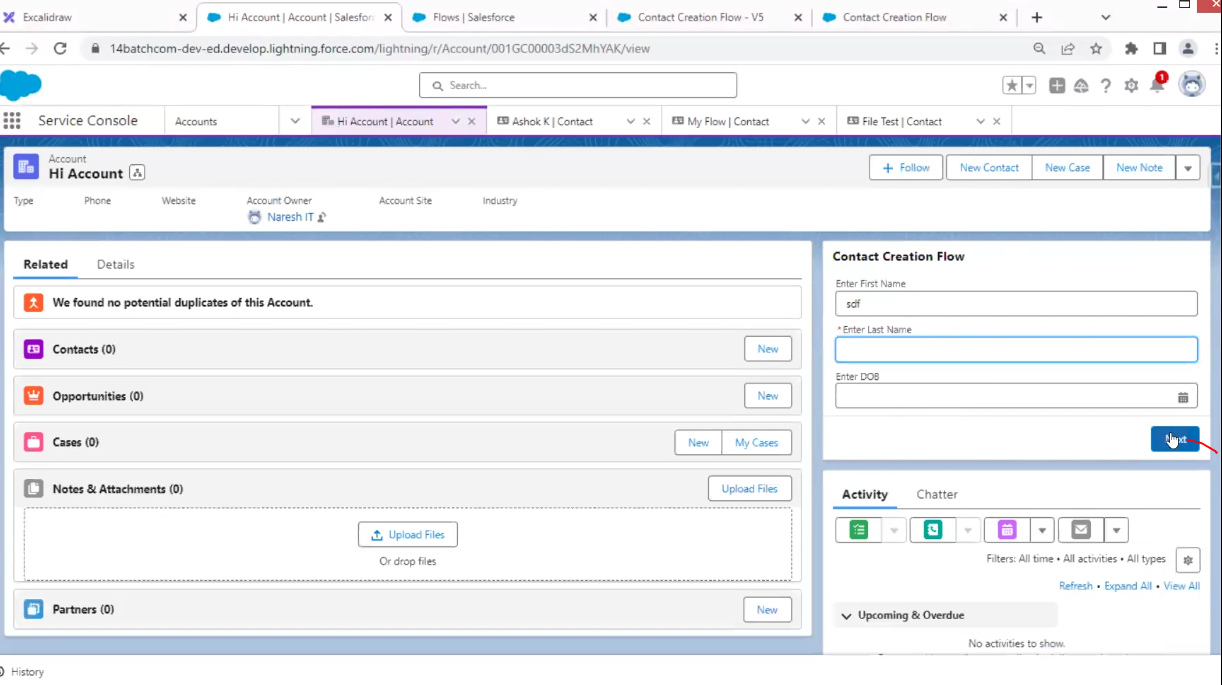 Excalidraw
Hi Account | Account | Salesfor
Flows | Salesforce
Contact Creation Flow - V5
Contact Creation Flow
14batchcom-dev-ed.develop.lightning.force.com/lightning/r/Account/001GC00003dS2MhYAK/view
Search...
1
Service Console
Accounts
Hi Account | Account
Ashok K | Contact
My Flow | Contact
File Test | Contact
Account
Hi Account
+ Follow
New Contact
New Case
New Note
Type
Phone
Website
Account Owner
Account Site
Industry
Naresh IT
Related
Details
We found no potential duplicates of this Account.
Contacts (0)
New
Opportunities (0)
New
Cases (0)
New
My Cases
Notes & Attachments (0)
Upload Files
Upload Files
Or drop files
Partners (0)
New
Contact Creation Flow
Enter First Name
sdf
* Enter Last Name
Enter DOB
Activity
Chatter
Filters: All time • All activities • All types
Refresh • Expand All • View All
Upcoming & Overdue
No activities to show.
History